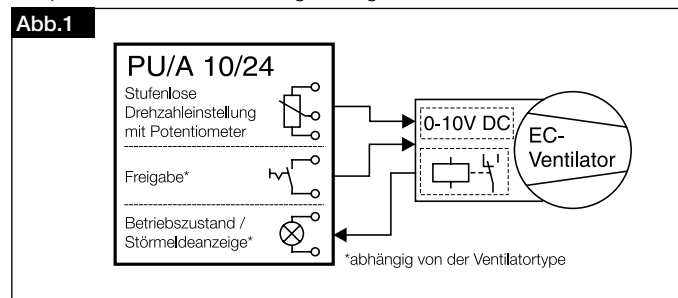 Abb.1
PU/A 10/24
Stufenlose
Drehzahleinstellung
mit Potentiometer
Freigabe*
Betriebszustand /
Störmeldeanzeige*
0-10V DC
EC-
Ventilator
*abhängig von der Ventilatortype